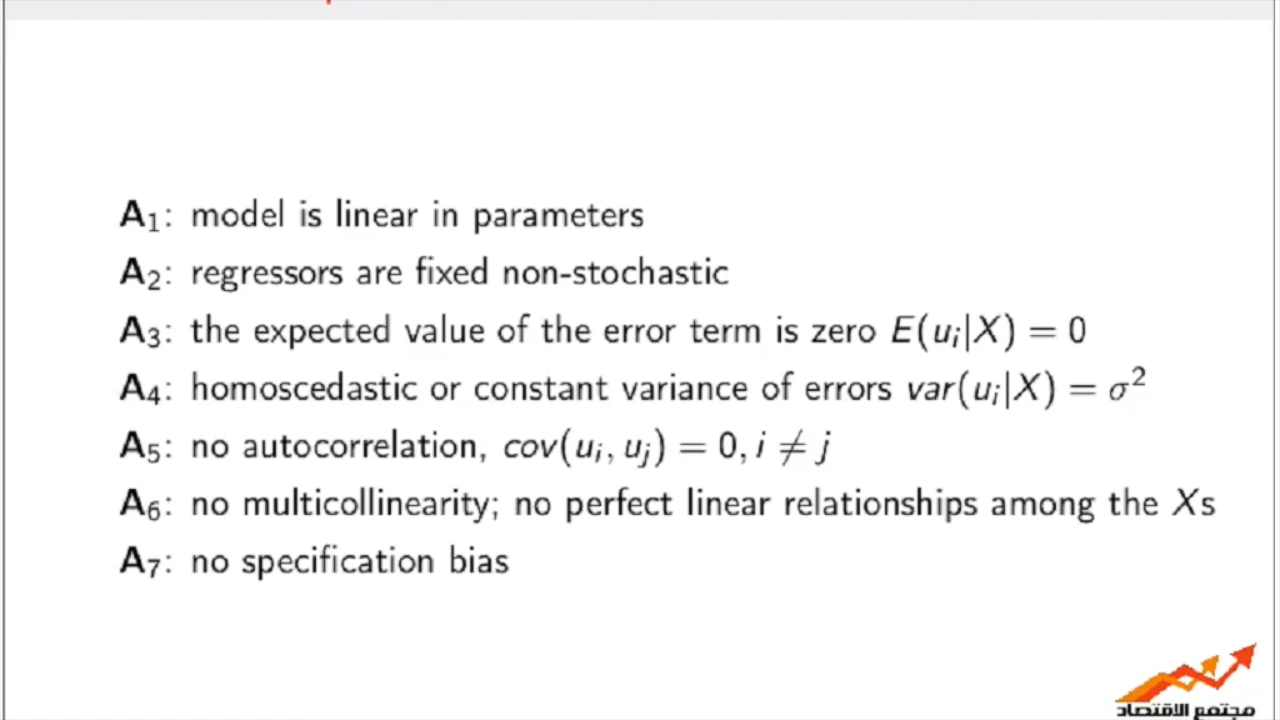 A₁: model is linear in parameters
A₂: regressors are fixed non-stochastic
A₃: the expected value of the error term is zero E(uᵢ|X) = 0
A₄: homoscedastic or constant variance of errors var(uᵢ|X) = σ²
A₅: no autocorrelation, cov(uᵢ, uⱼ) = 0, i ≠ j
A₆: no multicollinearity; no perfect linear relationships among the Xs
A₇: no specification bias
مجتمع الاقتصاد